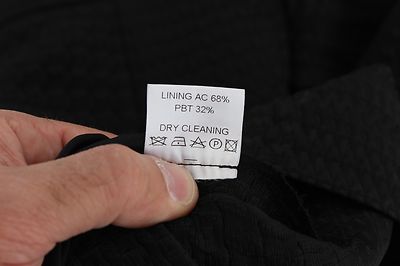 LINING AC 68%
PBT 32%
DRY CLEANING
P